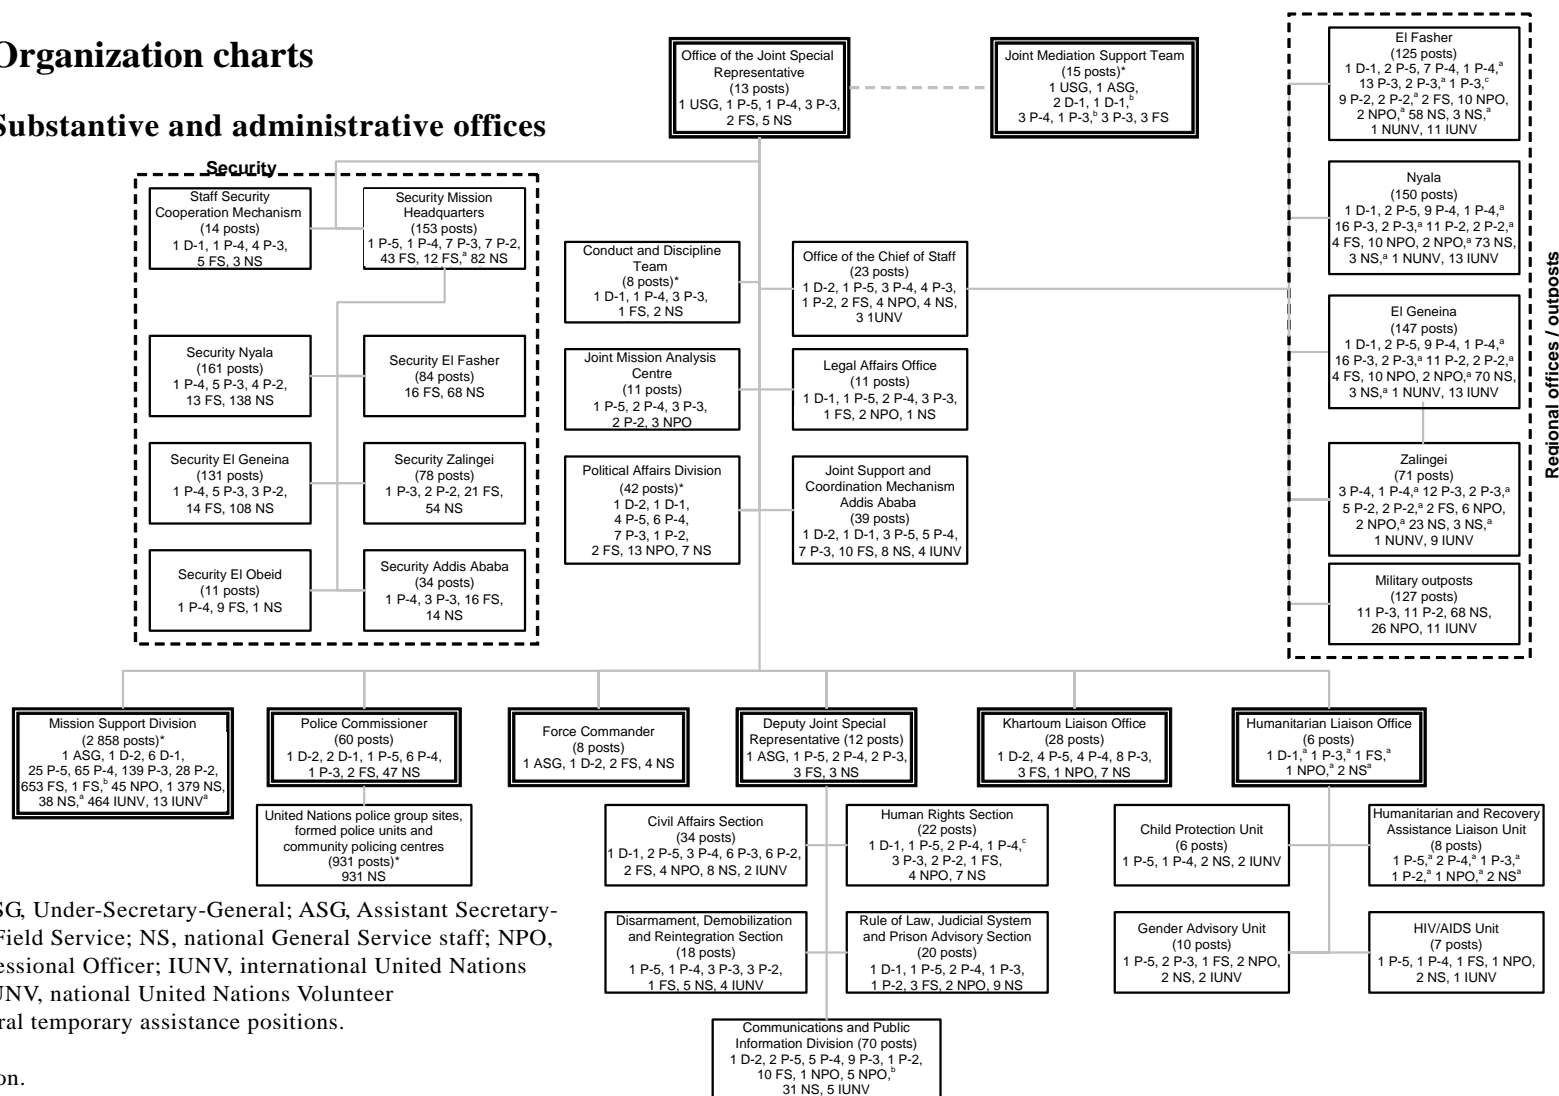 Organization charts
Substantive and administrative offices
Office of the Joint Special
Representative
(13 posts)
1 USG, 1 P-5, 1 P-4, 3 P-3,
2 FS, 5 NS
Joint Mediation Support Team
(15 posts)*
1 USG, 1 ASG,
2 D-1, 1 D-1,ᵇ
3 P-4, 1 P-3,ᵇ 3 P-3, 3 FS
Security
Staff Security
Cooperation Mechanism
(14 posts)
1 D-1, 1 P-4, 4 P-3,
5 FS, 3 NS
Security Mission
Headquarters
(153 posts)
1 P-5, 1 P-4, 7 P-3, 7 P-2,
43 FS, 12 FS,ᵃ 82 NS
Security Nyala
(161 posts)
1 P-4, 5 P-3, 4 P-2,
13 FS, 138 NS
Security El Fasher
(84 posts)
16 FS, 68 NS
Security El Geneina
(131 posts)
1 P-4, 5 P-3, 3 P-2,
14 FS, 108 NS
Security Zalingei
(78 posts)
1 P-3, 2 P-2, 21 FS,
54 NS
Security El Obeid
(11 posts)
1 P-4, 9 FS, 1 NS
Security Addis Ababa
(34 posts)
1 P-4, 3 P-3, 16 FS,
14 NS
Conduct and Discipline
Team
(8 posts)*
1 D-1, 1 P-4, 3 P-3,
1 FS, 2 NS
Office of the Chief of Staff
(23 posts)
1 D-2, 1 P-5, 3 P-4, 4 P-3,
1 P-2, 2 FS, 4 NPO, 4 NS,
3 1UNV
Joint Mission Analysis
Centre
(11 posts)
1 P-5, 2 P-4, 3 P-3,
2 P-2, 3 NPO
Legal Affairs Office
(11 posts)
1 D-1, 1 P-5, 2 P-4, 3 P-3,
1 FS, 2 NPO, 1 NS
Political Affairs Division
(42 posts)*
1 D-2, 1 D-1,
4 P-5, 6 P-4,
7 P-3, 1 P-2,
2 FS, 13 NPO, 7 NS
Joint Support and
Coordination Mechanism
Addis Ababa
(39 posts)
1 D-2, 1 D-1, 3 P-5, 5 P-4,
7 P-3, 10 FS, 8 NS, 4 IUNV
Regional offices / outposts
El Fasher
(125 posts)
1 D-1, 2 P-5, 7 P-4, 1 P-4,ᵃ
13 P-3, 2 P-3,ᵃ 1 P-3,ᶜ
9 P-2, 2 P-2,ᵃ 2 FS, 10 NPO,
2 NPO,ᵃ 58 NS, 3 NS,ᵃ
1 NUNV, 11 IUNV
Nyala
(150 posts)
1 D-1, 2 P-5, 9 P-4, 1 P-4,ᵃ
16 P-3, 2 P-3,ᵃ 11 P-2, 2 P-2,ᵃ
4 FS, 10 NPO, 2 NPO,ᵃ 73 NS,
3 NS,ᵃ 1 NUNV, 13 IUNV
El Geneina
(147 posts)
1 D-1, 2 P-5, 9 P-4, 1 P-4,ᵃ
16 P-3, 2 P-3,ᵃ 11 P-2, 2 P-2,ᵃ
4 FS, 10 NPO, 2 NPO,ᵃ 70 NS,
3 NS,ᵃ 1 NUNV, 13 IUNV
Zalingei
(71 posts)
3 P-4, 1 P-4,ᵃ 12 P-3, 2 P-3,ᵃ
5 P-2, 2 P-2,ᵃ 2 FS, 6 NPO,
2 NPO,ᵃ 23 NS, 3 NS,ᵃ
1 NUNV, 9 IUNV
Military outposts
(127 posts)
11 P-3, 11 P-2, 68 NS,
26 NPO, 11 IUNV
Mission Support Division
(2 858 posts)*
1 ASG, 1 D-2, 6 D-1,
25 P-5, 65 P-4, 139 P-3, 28 P-2,
653 FS, 1 FS,ᵇ 45 NPO, 1 379 NS,
38 NS,ᵃ 464 IUNV, 13 IUNVᵃ
Police Commissioner
(60 posts)
1 D-2, 2 D-1, 1 P-5, 6 P-4,
1 P-3, 2 FS, 47 NS
Force Commander
(8 posts)
1 ASG, 1 D-2, 2 FS, 4 NS
Deputy Joint Special
Representative (12 posts)
1 ASG, 1 P-5, 2 P-4, 2 P-3,
3 FS, 3 NS
Khartoum Liaison Office
(28 posts)
1 D-2, 4 P-5, 4 P-4, 8 P-3,
3 FS, 1 NPO, 7 NS
Humanitarian Liaison Office
(6 posts)
1 D-1,ᵃ 1 P-3,ᵃ 1 FS,ᵃ
1 NPO,ᵃ 2 NSᵃ
United Nations police group sites,
formed police units and
community policing centres
(931 posts)*
931 NS
Civil Affairs Section
(34 posts)
1 D-1, 2 P-5, 3 P-4, 6 P-3, 6 P-2,
2 FS, 4 NPO, 8 NS, 2 IUNV
Human Rights Section
(22 posts)
1 D-1, 1 P-5, 2 P-4, 1 P-4,ᶜ
3 P-3, 2 P-2, 1 FS,
4 NPO, 7 NS
Child Protection Unit
(6 posts)
1 P-5, 1 P-4, 2 NS, 2 IUNV
Humanitarian and Recovery
Assistance Liaison Unit
(8 posts)
1 P-5,ᵃ 2 P-4,ᵃ 1 P-3,ᵃ
1 P-2,ᵃ 1 NPO,ᵃ 2 NSᵃ
Disarmament, Demobilization
and Reintegration Section
(18 posts)
1 P-5, 1 P-4, 3 P-3, 3 P-2,
1 FS, 5 NS, 4 IUNV
Rule of Law, Judicial System
and Prison Advisory Section
(20 posts)
1 D-1, 1 P-5, 2 P-4, 1 P-3,
1 P-2, 3 FS, 2 NPO, 9 NS
Gender Advisory Unit
(10 posts)
1 P-5, 2 P-3, 1 FS, 2 NPO,
2 NS, 2 IUNV
HIV/AIDS Unit
(7 posts)
1 P-5, 1 P-4, 1 FS, 1 NPO,
2 NS, 1 IUNV
Communications and Public
Information Division (70 posts)
1 D-2, 2 P-5, 5 P-4, 9 P-3, 1 P-2,
10 FS, 1 NPO, 5 NPO,ᵇ
31 NS, 5 IUNV
SG, Under-Secretary-General; ASG, Assistant Secretary-
Field Service; NS, national General Service staff; NPO,
essional Officer; IUNV, international United Nations
UNV, national United Nations Volunteer
ral temporary assistance positions.
on.